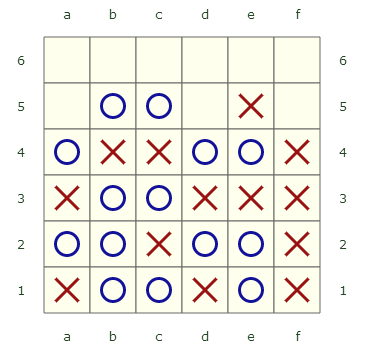 a b c d e f
6 6
5 O O X 5
4 O X X O O X 4
3 X O O X X X 3
2 O O X O O X 2
1 X O O X O X 1
a b c d e f